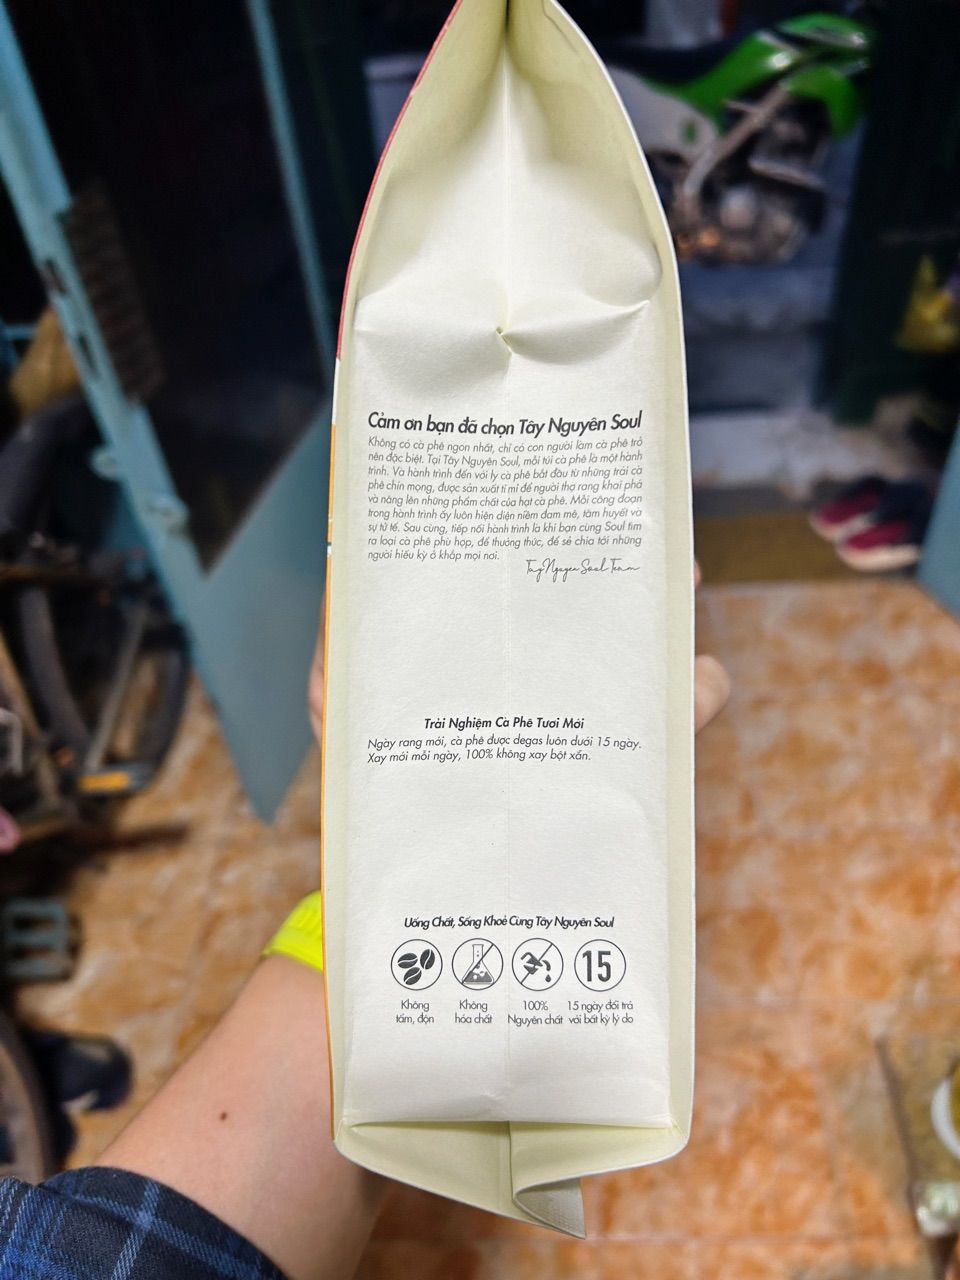 Cảm ơn bạn đã chọn Tây Nguyên Soul
Không có cà phê ngon nhất, chỉ có con người làm cà phê trở
nên đặc biệt. Tại Tây Nguyên Soul, mỗi túi cà phê là một hành
trình. Và hành trình đến với ly cà phê bắt đầu từ những trái cà
phê chín mọng, được sản xuất tỉ mỉ để người thợ rang khai phá
và nâng lên những phẩm chất của hạt cà phê. Mỗi công đoạn
trong hành trình ấy luôn hiện diện niềm đam mê, tâm huyết và
sự tử tế. Sau cùng, tiếp nối hành trình là khi bạn cùng Soul tìm
ra loại cà phê phù hợp, để thưởng thức, để sẻ chia tới những
người hiếu kỳ ở khắp mọi nơi.
Tay Nguyen Soul Team
Trải Nghiệm Cà Phê Tươi Mới
Ngày rang mới, cà phê được degas luôn dưới 15 ngày.
Xay mới mỗi ngày, 100% không xay bột xấn.
Uống Chất, Sống Khoẻ Cùng Tây Nguyên Soul
15
Không
tẩm, độn
Không
hóa chất
100%
Nguyên chất
15 ngày đổi trả
với bất kỳ lý do